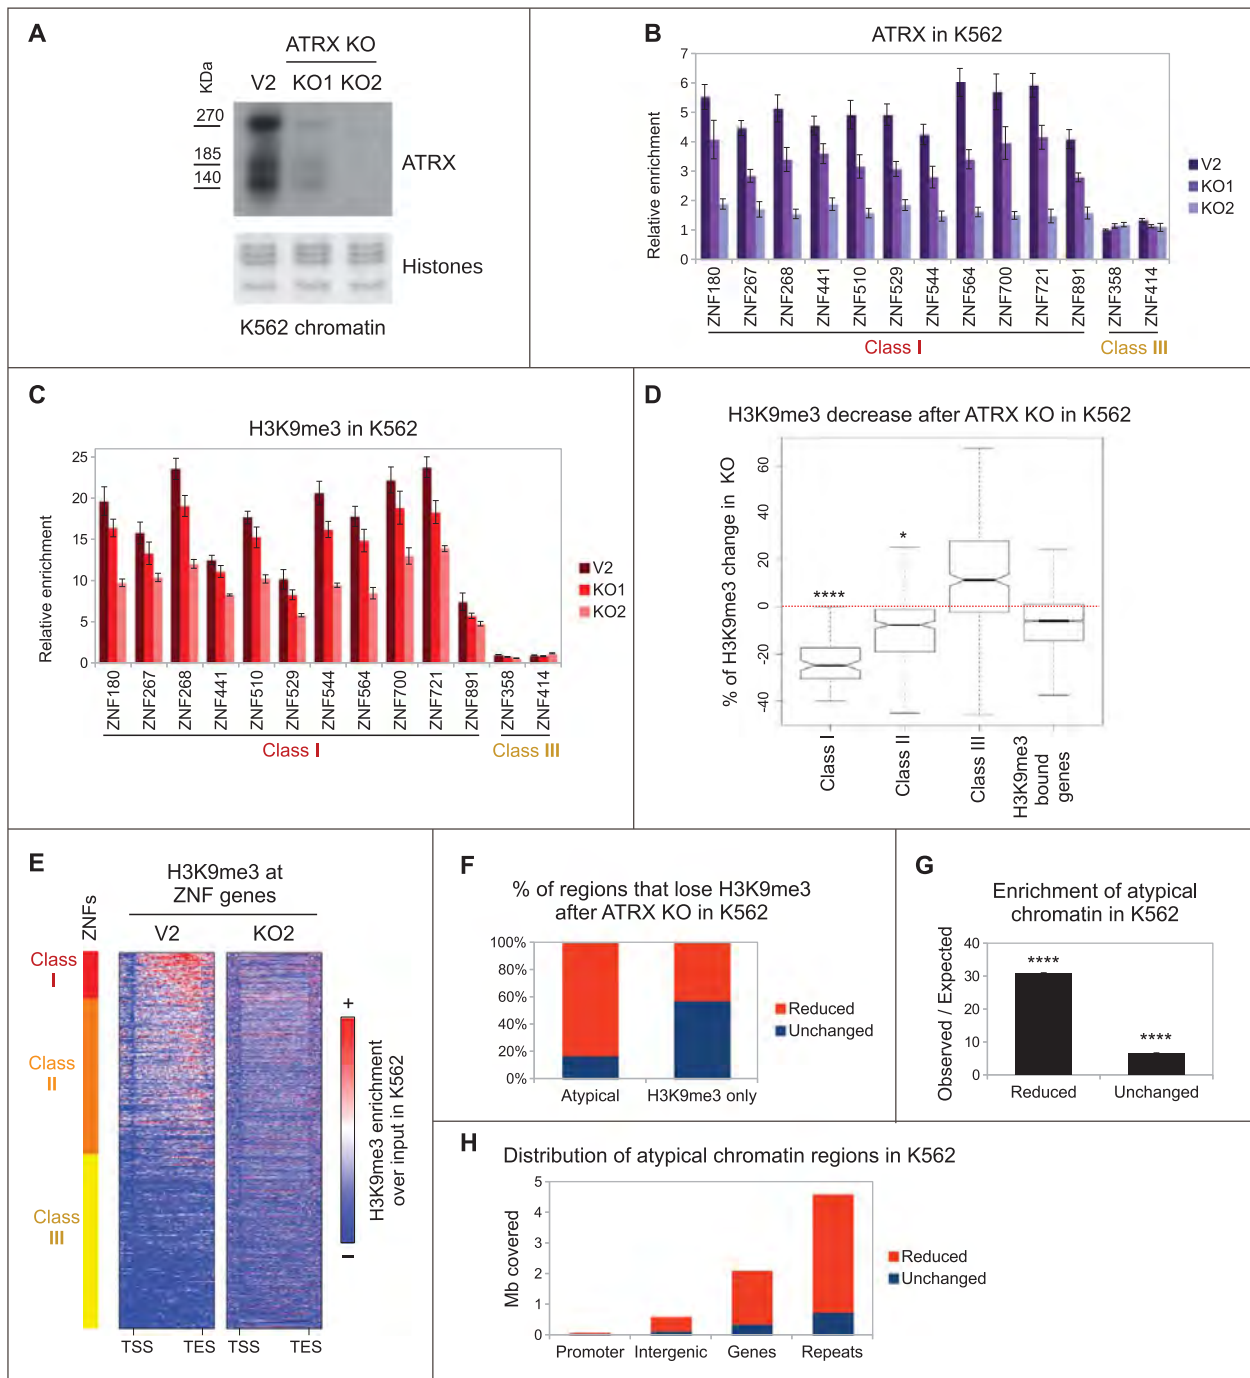 A
ATRX KO
KDa
V2 KO1 KO2
270
185
140
ATRX
Histones
K562 chromatin
B
ATRX in K562
Relative enrichment
7
6
5
4
3
2
1
0
V2
KO1
KO2
ZNF180
ZNF267
ZNF268
ZNF441
ZNF510
ZNF529
ZNF544
ZNF564
ZNF700
ZNF721
ZNF891
ZNF358
ZNF414
Class I
Class III
C
H3K9me3 in K562
Relative enrichment
25
20
15
10
5
0
V2
KO1
KO2
ZNF180
ZNF267
ZNF268
ZNF441
ZNF510
ZNF529
ZNF544
ZNF564
ZNF700
ZNF721
ZNF891
ZNF358
ZNF414
Class I
Class III
D
H3K9me3 decrease after ATRX KO in K562
% of H3K9me3 change in KO
60
40
20
0
-20
-40
****
*
Class I
Class II
Class III
H3K9me3
bound
genes
E
H3K9me3 at
ZNF genes
ZNFs
V2
KO2
Class
I
Class
II
Class
III
TSS
TES
TSS
TES
+
−
H3K9me3 enrichment
over input in K562
F
% of regions that lose H3K9me3
after ATRX KO in K562
100%
80%
60%
40%
20%
0%
Reduced
Unchanged
Atypical
H3K9me3 only
G
Enrichment of atypical
chromatin in K562
Observed / Expected
40
30
20
10
0
****
****
Reduced
Unchanged
H
Distribution of atypical chromatin regions in K562
Mb covered
5
4
3
2
1
0
Reduced
Unchanged
Promoter
Intergenic
Genes
Repeats